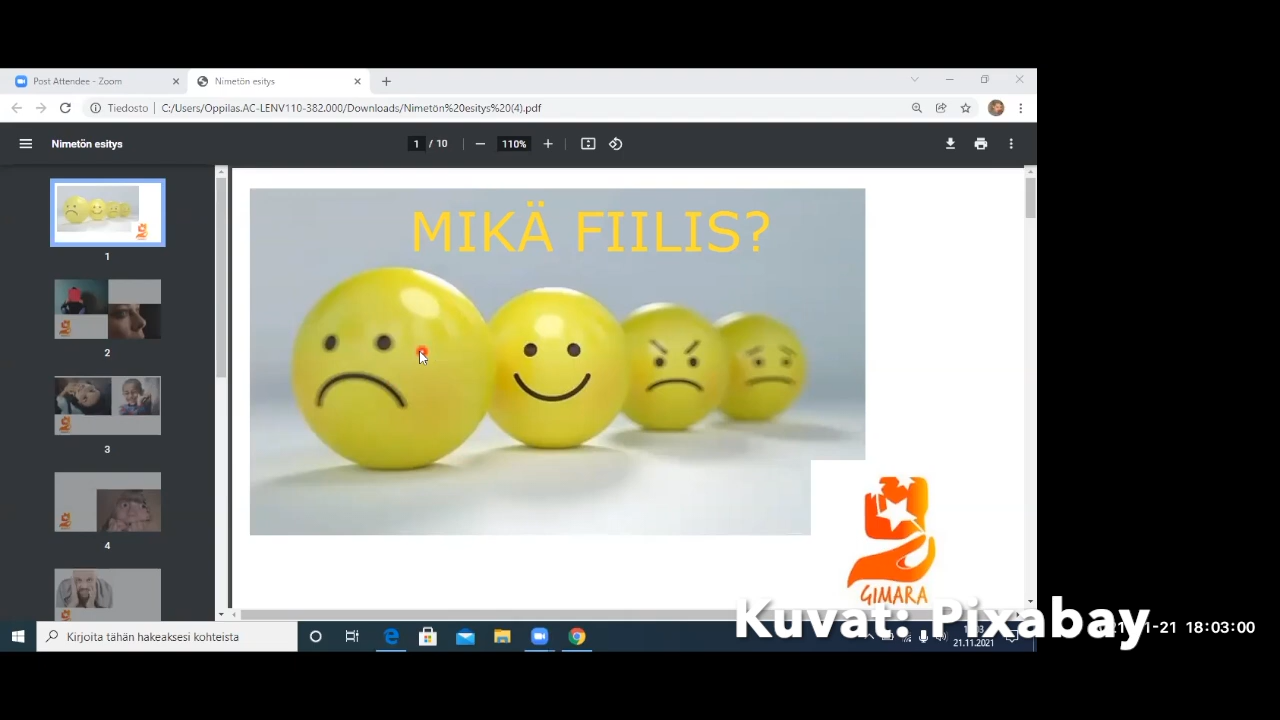 Post Attendee - Zoom
Nimetön esitys
Tiedosto
C:/Users/Oppilas.AC-LENV110-382.000/Downloads/Nimetön%20esitys%20(4).pdf
Nimetön esitys
1 / 10
110%
MIKÄ FIILIS?
1
2
3
4
GIMARA
Kuvat: Pixabay
Kirjoita tähän hakeaksesi kohteista
21.11.2021
1-21 18:03:00